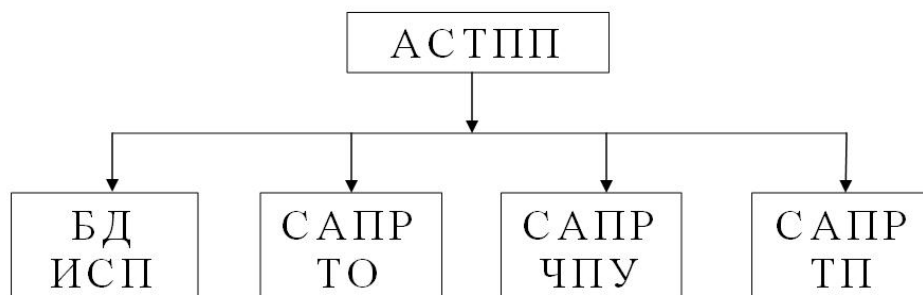 АСТПП
БД
ИСП
САПР
ТО
САПР
ЧПУ
САПР
ТП